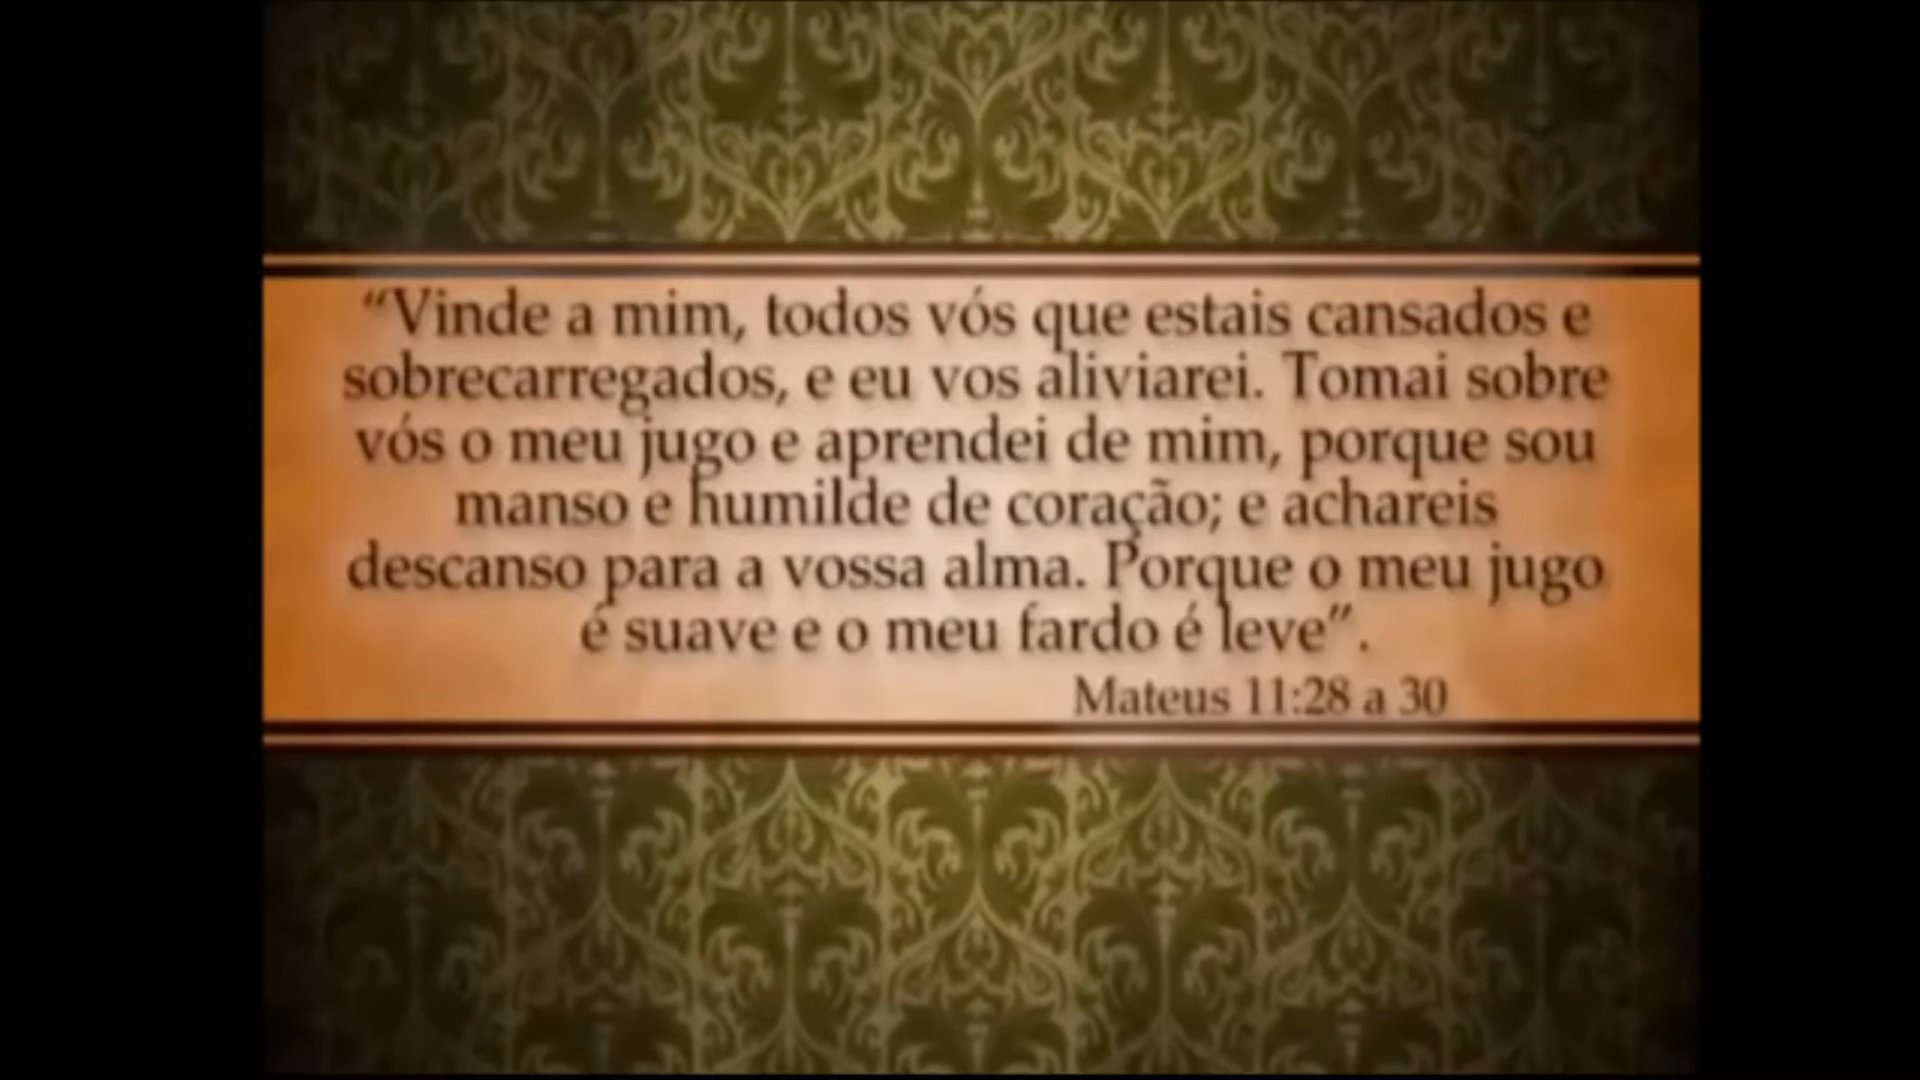 “Vinde a mim, todos vós que estais cansados e
sobrecarregados, e eu vos aliviarei. Tomai sobre
vós o meu jugo e aprendei de mim, porque sou
manso e humilde de coração; e achareis
descanso para a vossa alma. Porque o meu jugo
é suave e o meu fardo é leve”.
Mateus 11:28 a 30